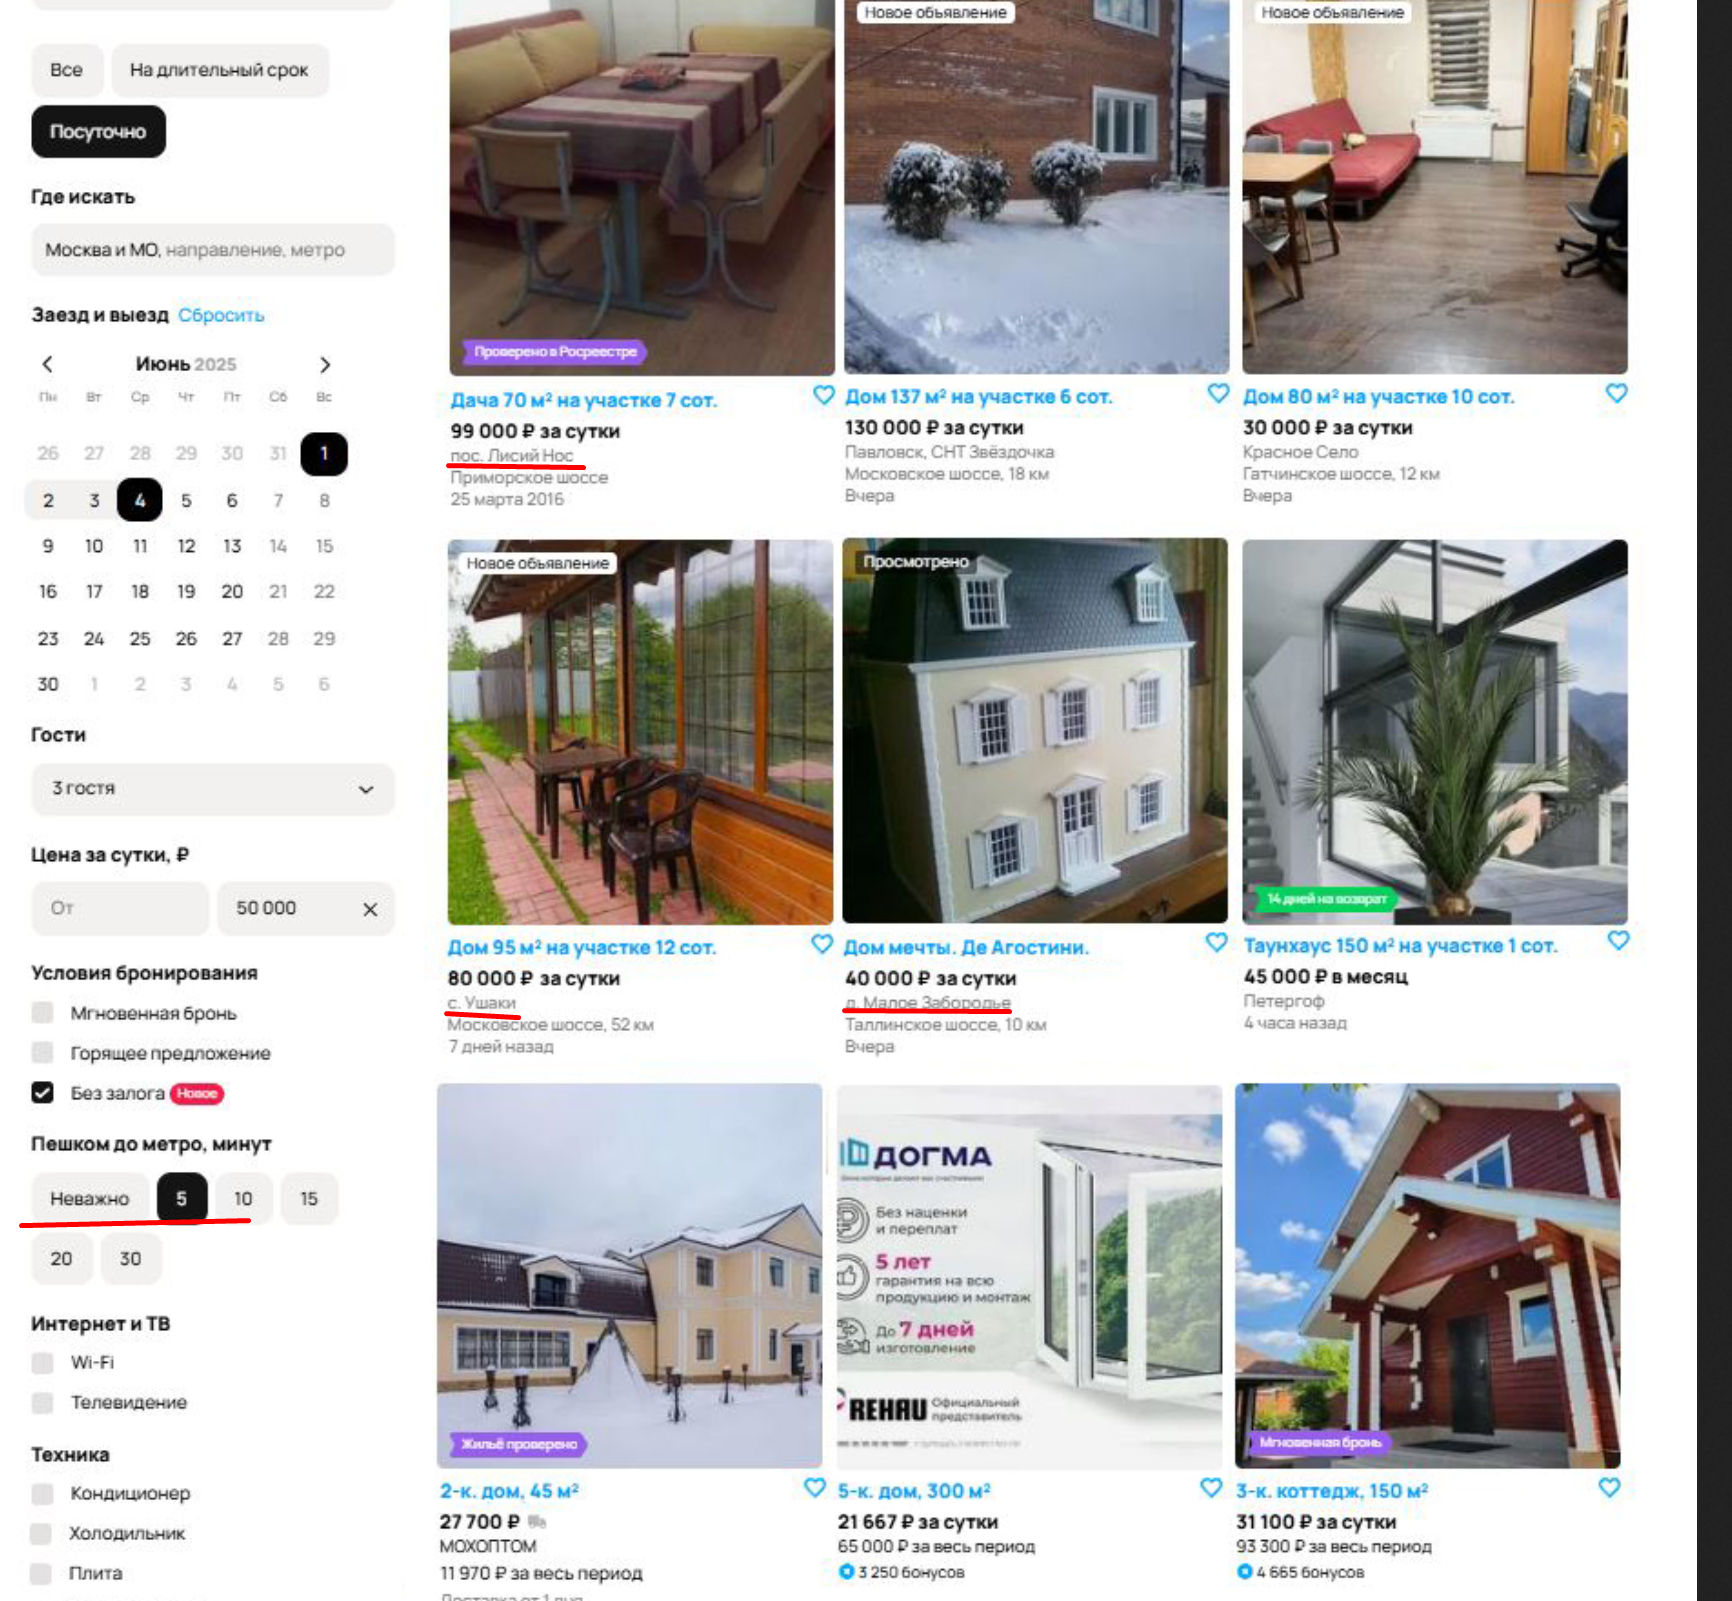 Все
На длительный срок
Посуточно
Где искать
Москва и МО, направление, метро
Заезд и выезд Сбросить
Июнь 2025
Пн Вт Ср Чт Пт Сб Вс
26 27 28 29 30 31 1
2 3 4 5 6 7 8
9 10 11 12 13 14 15
16 17 18 19 20 21 22
23 24 25 26 27 28 29
30 1 2 3 4 5 6
Гости
3 гостя
Цена за сутки, ₽
От
50 000
Условия бронирования
Мгновенная бронь
Горящее предложение
Без залога Новое
Пешком до метро, минут
Неважно 5 10 15
20 30
Интернет и ТВ
Wi-Fi
Телевидение
Техника
Кондиционер
Холодильник
Плита
Проверено в Росреестре
Дача 70 м² на участке 7 сот.
99 000 ₽ за сутки
пос. Лисий Нос
Приморское шоссе
25 марта 2016
Новое объявление
Дом 137 м² на участке 6 сот.
130 000 ₽ за сутки
Павловск, СНТ Звёздочка
Московское шоссе, 18 км
Вчера
Новое объявление
Дом 80 м² на участке 10 сот.
30 000 ₽ за сутки
Красное Село
Гатчинское шоссе, 12 км
Вчера
Новое объявление
Дом 95 м² на участке 12 сот.
80 000 ₽ за сутки
с. Ушаки
Московское шоссе, 52 км
7 дней назад
Просмотрено
Дом мечты. Де Агостини.
40 000 ₽ за сутки
д. Малое Забородье
Таллинское шоссе, 10 км
Вчера
14 дней на возврат
Таунхаус 150 м² на участке 1 сот.
45 000 ₽ в месяц
Петергоф
4 часа назад
Жильё проверено
2-к. дом, 45 м²
27 700 ₽
МОХОПТОМ
11 970 ₽ за весь период
Доставка от 1 дня
ДОГМА
Без наценки
и переплат
5 лет
гарантия на всю
продукцию и монтаж
До 7 дней
изготовление
REHAU Официальный
представитель
5-к. дом, 300 м²
21 667 ₽ за сутки
65 000 ₽ за весь период
3 250 бонусов
Мгновенная бронь
3-к. коттедж, 150 м²
31 100 ₽ за сутки
93 300 ₽ за весь период
4 665 бонусов